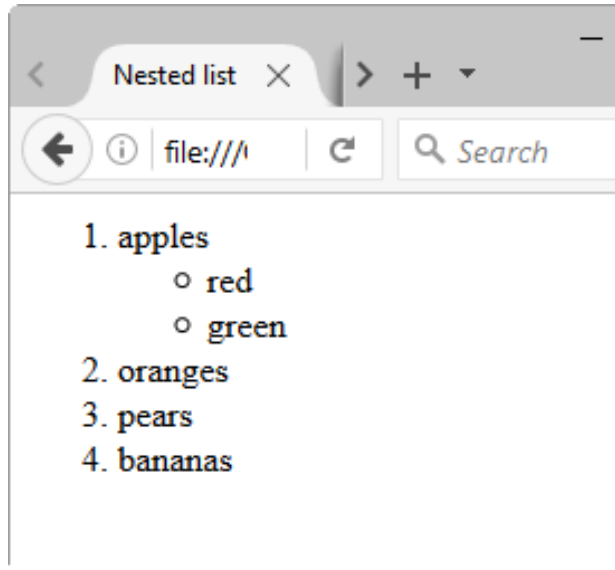 Nested list
file:///
Search
1. apples
red
green
2. oranges
3. pears
4. bananas